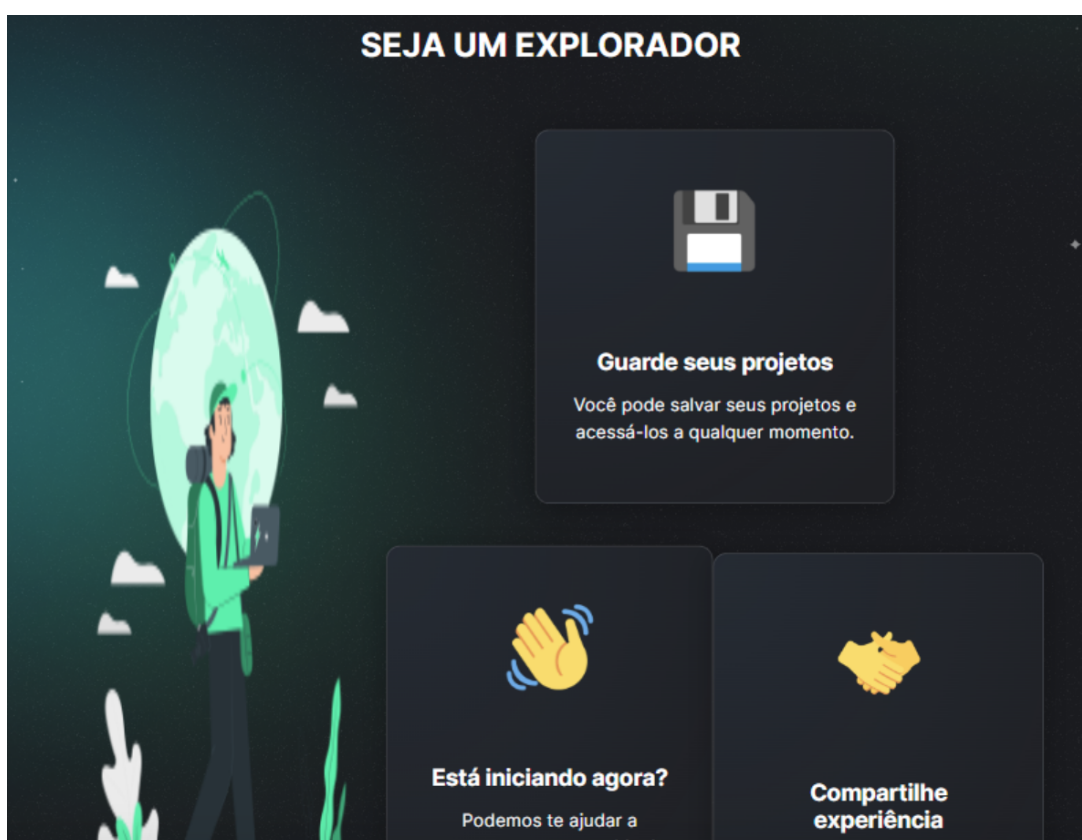 SEJA UM EXPLORADOR
Guarde seus projetos
Você pode salvar seus projetos e
acessá-los a qualquer momento.
Está iniciando agora?
Podemos te ajudar a
Compartilhe
experiência